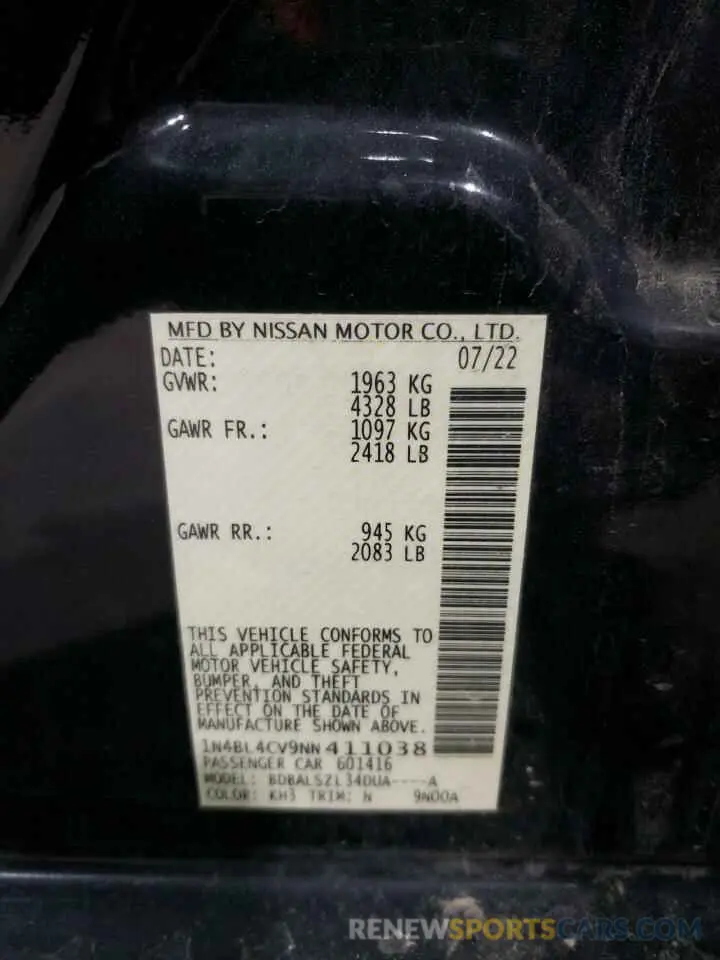 MFD BY NISSAN MOTOR CO., LTD.
DATE: 07/22
GVWR: 1963 KG
4328 LB
GAWR FR.: 1097 KG
2418 LB
GAWR RR.: 945 KG
2083 LB
THIS VEHICLE CONFORMS TO
ALL APPLICABLE FEDERAL
MOTOR VEHICLE SAFETY,
BUMPER, AND THEFT
PREVENTION STANDARDS IN
EFFECT ON THE DATE OF
MANUFACTURE SHOWN ABOVE.
1N4BL4CV9NN411038
PASSENGER CAR 601416
MODEL: BDBALSZL34DUA----A
COLOR: KH3 TRIM: N 9N00A
RENEWSPORTSCARS.COM